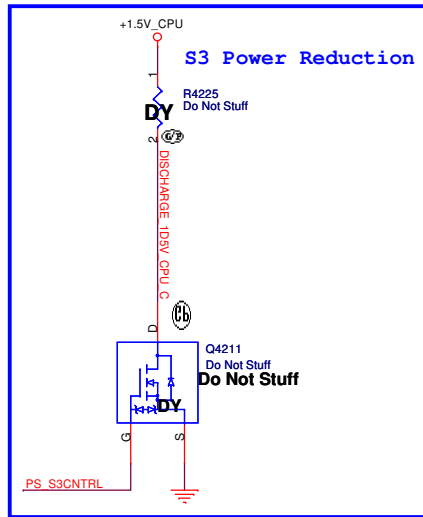 +1.5V_CPU
S3 Power Reduction
1
R4225
Do Not Stuff
DY
2
G/P
DISCHARGE_1D5V_CPU_C
Cb
D
Q4211
Do Not Stuff
Do Not Stuff
DY
G
S
PS_S3CNTRL